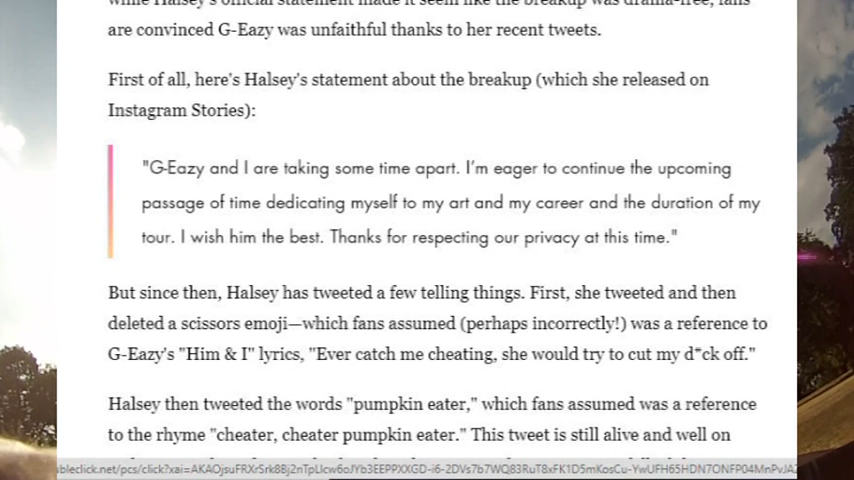 are convinced G-Eazy was unfaithful thanks to her recent tweets.
First of all, here's Halsey's statement about the breakup (which she released on
Instagram Stories):
"G-Eazy and I are taking some time apart. I'm eager to continue the upcoming
passage of time dedicating myself to my art and my career and the duration of my
tour. I wish him the best. Thanks for respecting our privacy at this time."
But since then, Halsey has tweeted a few telling things. First, she tweeted and then
deleted a scissors emoji—which fans assumed (perhaps incorrectly!) was a reference to
G-Eazy's "Him & I" lyrics, "Ever catch me cheating, she would try to cut my d*ck off."
Halsey then tweeted the words "pumpkin eater," which fans assumed was a reference
to the rhyme "cheater, cheater pumpkin eater." This tweet is still alive and well on